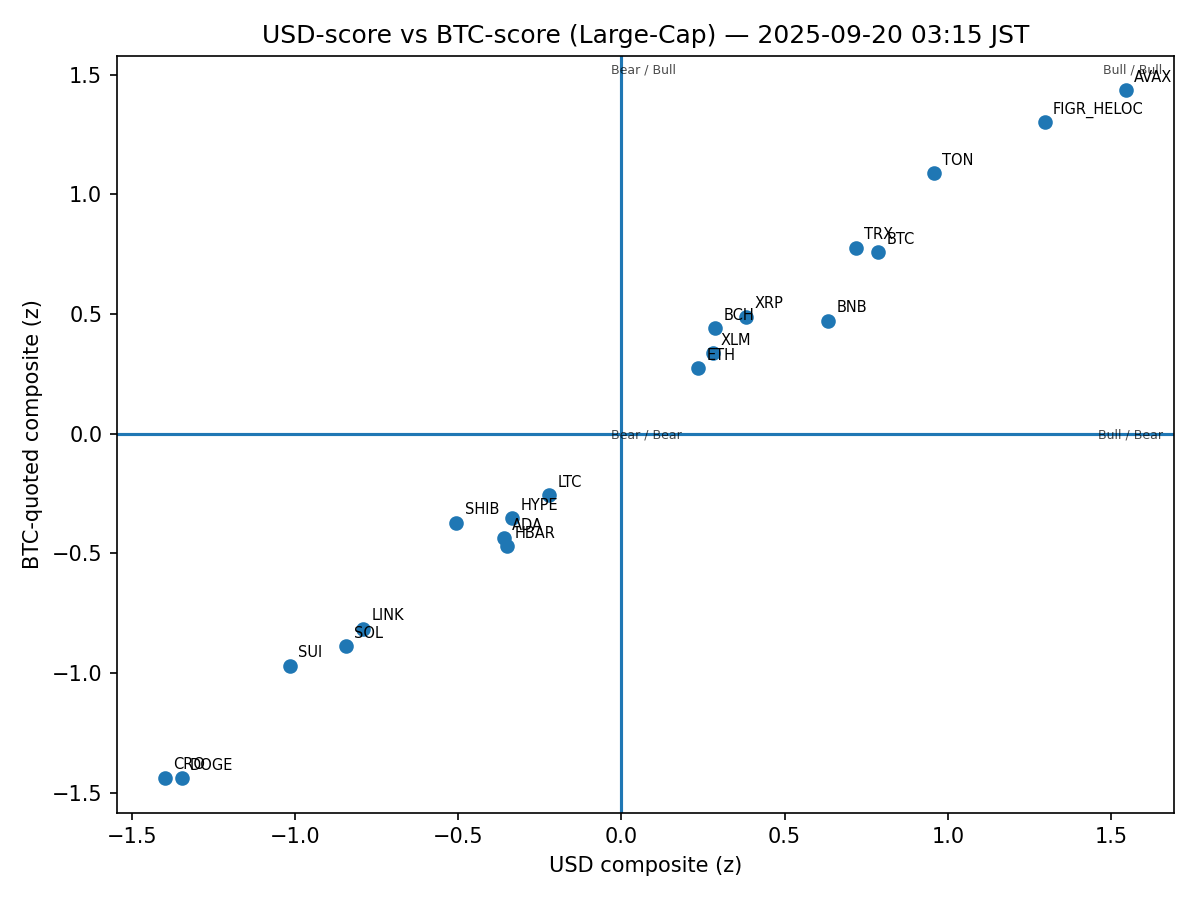 USD-score vs BTC-score (Large-Cap) — 2025-09-20 03:15 JST
Bear / Bull
Bull / Bull
AVAX
FIGR_HELOC
TON
TRX
BTC
XRP
BNB
BCH
XLM
ETH
Bear / Bear
Bull / Bear
LTC
HYPE
SHIB
ADA
HBAR
LINK
SOL
SUI
CRO
DOGE
1.5
1.0
0.5
0.0
−0.5
−1.0
−1.5
BTC-quoted composite (z)
−1.5
−1.0
−0.5
0.0
0.5
1.0
1.5
USD composite (z)